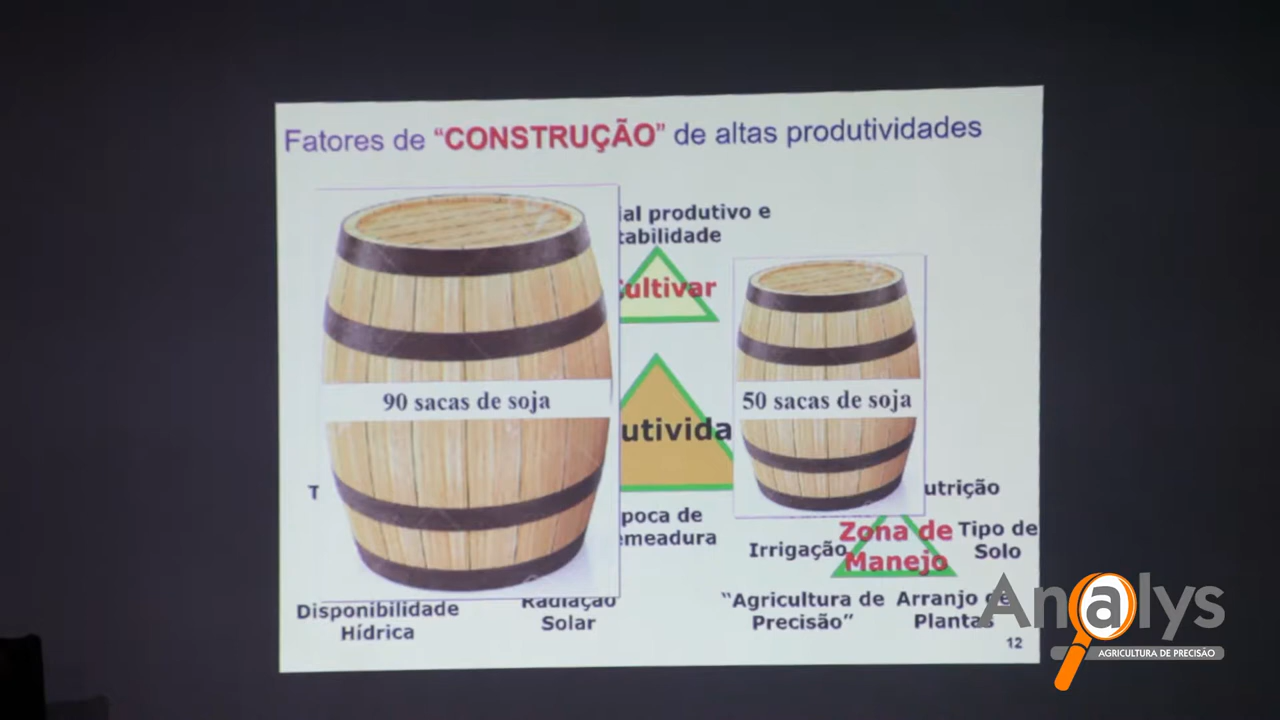 Fatores de “CONSTRUÇÃO” de altas produtividades
ial produtivo e
tabilidade
Cultivar
90 sacas de soja
50 sacas de soja
utivida
T
utrição
poca de
emeadura
Zona de
Manejo
Irrigação
Tipo de
Solo
Disponibilidade
Hídrica
Radiação
Solar
“Agricultura de
Precisão”
Arranjo de
Plantas
12
Analys
AGRICULTURA DE PRECISÃO